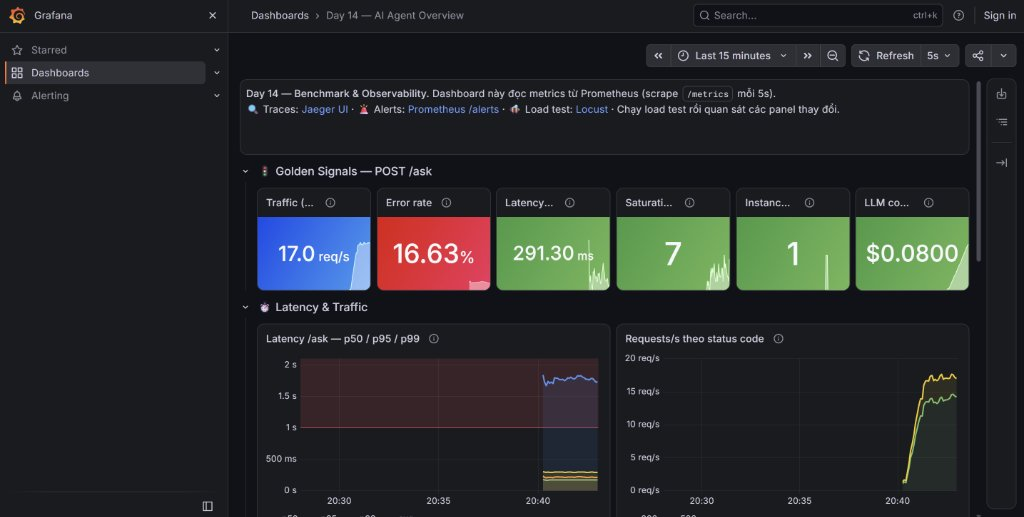 Grafana
Dashboards › Day 14 — AI Agent Overview
Search...
ctrl+k
Sign in
Starred
Dashboards
Alerting
Last 15 minutes
Refresh
5s
Day 14 — Benchmark & Observability. Dashboard này đọc metrics từ Prometheus (scrape /metrics mỗi 5s).
Traces: Jaeger UI · Alerts: Prometheus /alerts · Load test: Locust · Chạy load test rồi quan sát các panel thay đổi.
Golden Signals — POST /ask
Traffic (...
Error rate
Latency...
Saturati...
Instanc...
LLM co...
17.0 req/s
16.63%
291.30 ms
7
1
$0.0800
Latency & Traffic
Latency /ask — p50 / p95 / p99
2 s
1.5 s
1 s
500 ms
0 s
20:30
20:35
20:40
Requests/s theo status code
20 req/s
15 req/s
10 req/s
5 req/s
0 req/s
20:30
20:35
20:40